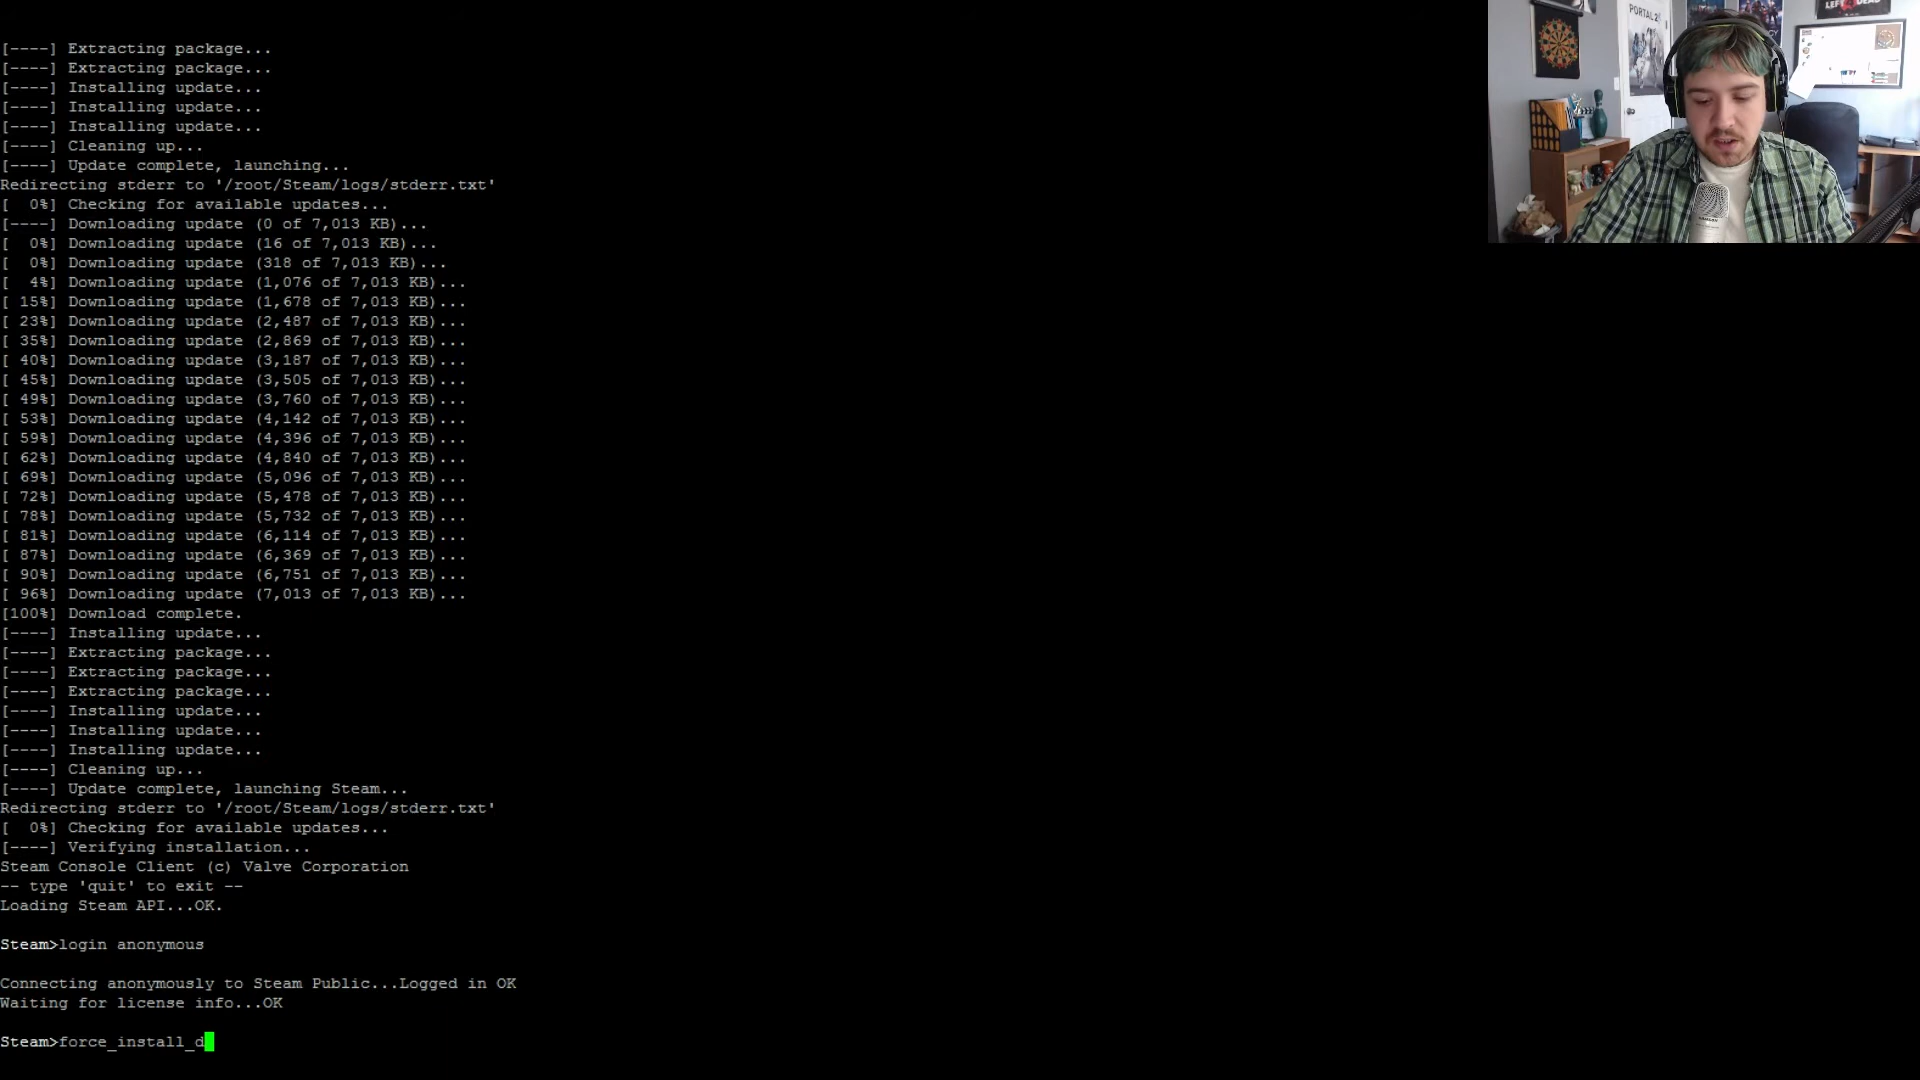 [----] Extracting package...
[----] Extracting package...
[----] Installing update...
[----] Installing update...
[----] Installing update...
[----] Cleaning up...
[----] Update complete, launching...
Redirecting stderr to '/root/Steam/logs/stderr.txt'
[  0%] Checking for available updates...
[----] Downloading update (0 of 7,013 KB)...
[  0%] Downloading update (16 of 7,013 KB)...
[  0%] Downloading update (318 of 7,013 KB)...
[  4%] Downloading update (1,076 of 7,013 KB)...
[ 15%] Downloading update (1,678 of 7,013 KB)...
[ 23%] Downloading update (2,487 of 7,013 KB)...
[ 35%] Downloading update (2,869 of 7,013 KB)...
[ 40%] Downloading update (3,187 of 7,013 KB)...
[ 45%] Downloading update (3,505 of 7,013 KB)...
[ 49%] Downloading update (3,760 of 7,013 KB)...
[ 53%] Downloading update (4,142 of 7,013 KB)...
[ 59%] Downloading update (4,396 of 7,013 KB)...
[ 62%] Downloading update (4,840 of 7,013 KB)...
[ 69%] Downloading update (5,096 of 7,013 KB)...
[ 72%] Downloading update (5,478 of 7,013 KB)...
[ 78%] Downloading update (5,732 of 7,013 KB)...
[ 81%] Downloading update (6,114 of 7,013 KB)...
[ 87%] Downloading update (6,369 of 7,013 KB)...
[ 90%] Downloading update (6,751 of 7,013 KB)...
[ 96%] Downloading update (7,013 of 7,013 KB)...
[100%] Download complete.
[----] Installing update...
[----] Extracting package...
[----] Extracting package...
[----] Extracting package...
[----] Installing update...
[----] Installing update...
[----] Installing update...
[----] Cleaning up...
[----] Update complete, launching Steam...
Redirecting stderr to '/root/Steam/logs/stderr.txt'
[  0%] Checking for available updates...
[----] Verifying installation...
Steam Console Client (c) Valve Corporation
-- type 'quit' to exit --
Loading Steam API...OK.
Steam>login anonymous
Connecting anonymously to Steam Public...Logged in OK
Waiting for license info...OK
Steam>force_install_d
PORTAL 2